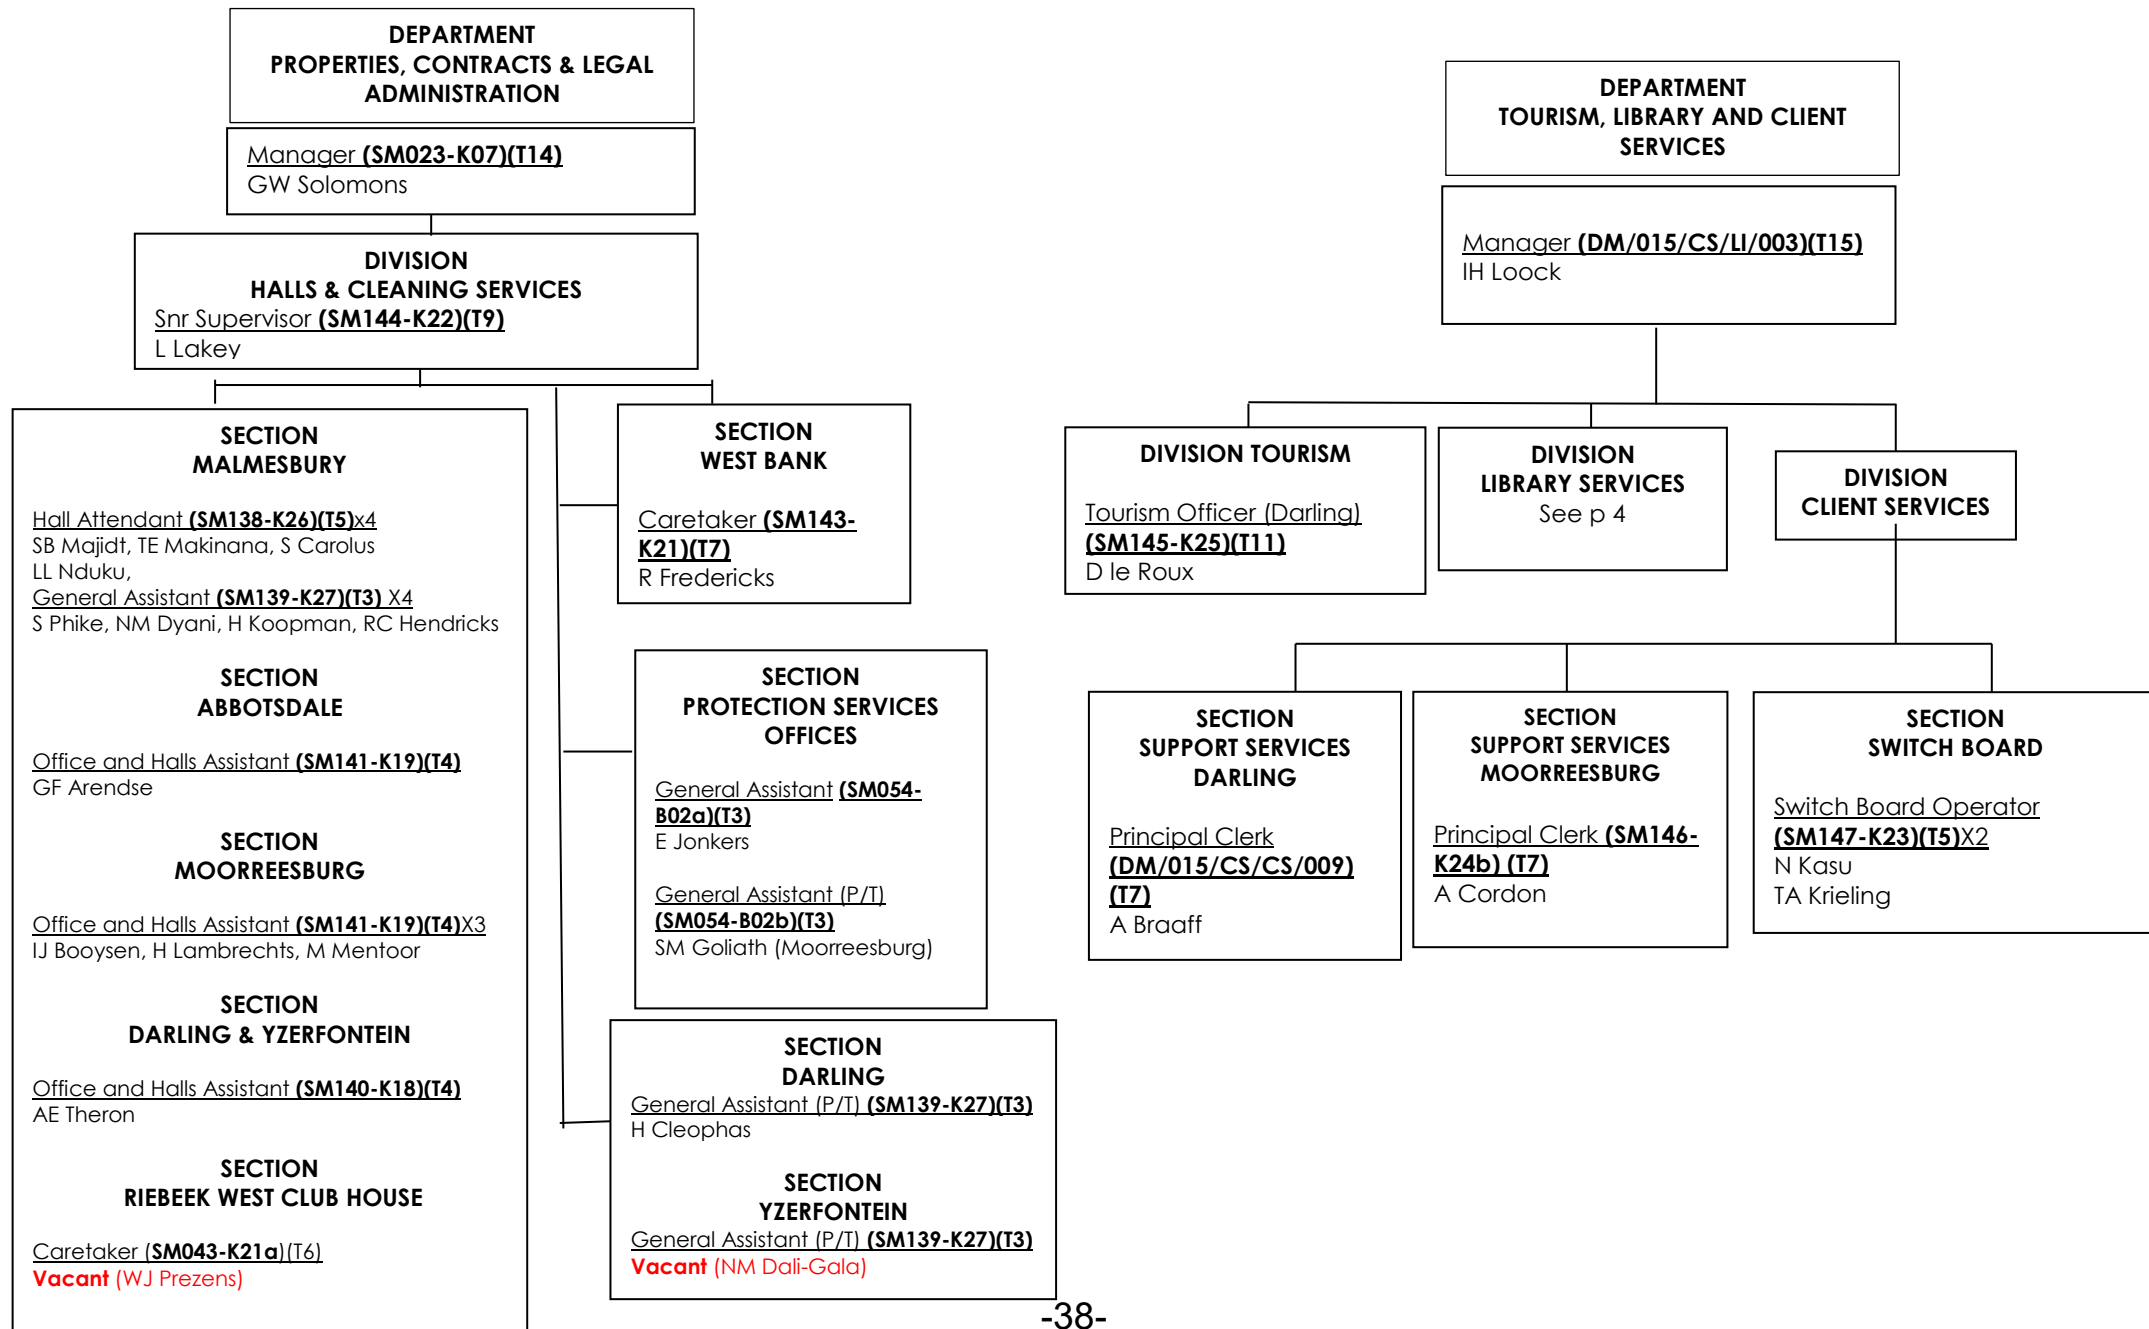 DEPARTMENT
PROPERTIES, CONTRACTS & LEGAL
ADMINISTRATION
Manager (SM023-K07)(T14)
GW Solomons
DIVISION
HALLS & CLEANING SERVICES
Snr Supervisor (SM144-K22)(T9)
L Lakey
SECTION
MALMESBURY
Hall Attendant (SM138-K26)(T5)x4
SB Majidt, TE Makinana, S Carolus
LL Nduku,
General Assistant (SM139-K27)(T3) X4
S Phike, NM Dyani, H Koopman, RC Hendricks
SECTION
ABBOTSDALE
Office and Halls Assistant (SM141-K19)(T4)
GF Arendse
SECTION
MOORREESBURG
Office and Halls Assistant (SM141-K19)(T4)X3
IJ Booysen, H Lambrechts, M Mentoor
SECTION
DARLING & YZERFONTEIN
Office and Halls Assistant (SM140-K18)(T4)
AE Theron
SECTION
RIEBEEK WEST CLUB HOUSE
Caretaker (SM043-K21a)(T6)
Vacant (WJ Prezens)
SECTION
WEST BANK
Caretaker (SM143-
K21)(T7)
R Fredericks
SECTION
PROTECTION SERVICES
OFFICES
General Assistant (SM054-
B02a)(T3)
E Jonkers
General Assistant (P/T)
(SM054-B02b)(T3)
SM Goliath (Moorreesburg)
SECTION
DARLING
General Assistant (P/T) (SM139-K27)(T3)
H Cleophas
SECTION
YZERFONTEIN
General Assistant (P/T) (SM139-K27)(T3)
Vacant (NM Dali-Gala)
DEPARTMENT
TOURISM, LIBRARY AND CLIENT
SERVICES
Manager (DM/015/CS/LI/003)(T15)
IH Loock
DIVISION TOURISM
Tourism Officer (Darling)
(SM145-K25)(T11)
D le Roux
DIVISION
LIBRARY SERVICES
See p 4
DIVISION
CLIENT SERVICES
SECTION
SUPPORT SERVICES
DARLING
Principal Clerk
(DM/015/CS/CS/009)
(T7)
A Braaff
SECTION
SUPPORT SERVICES
MOORREESBURG
Principal Clerk (SM146-
K24b) (T7)
A Cordon
SECTION
SWITCH BOARD
Switch Board Operator
(SM147-K23)(T5)X2
N Kasu
TA Krieling
-38-